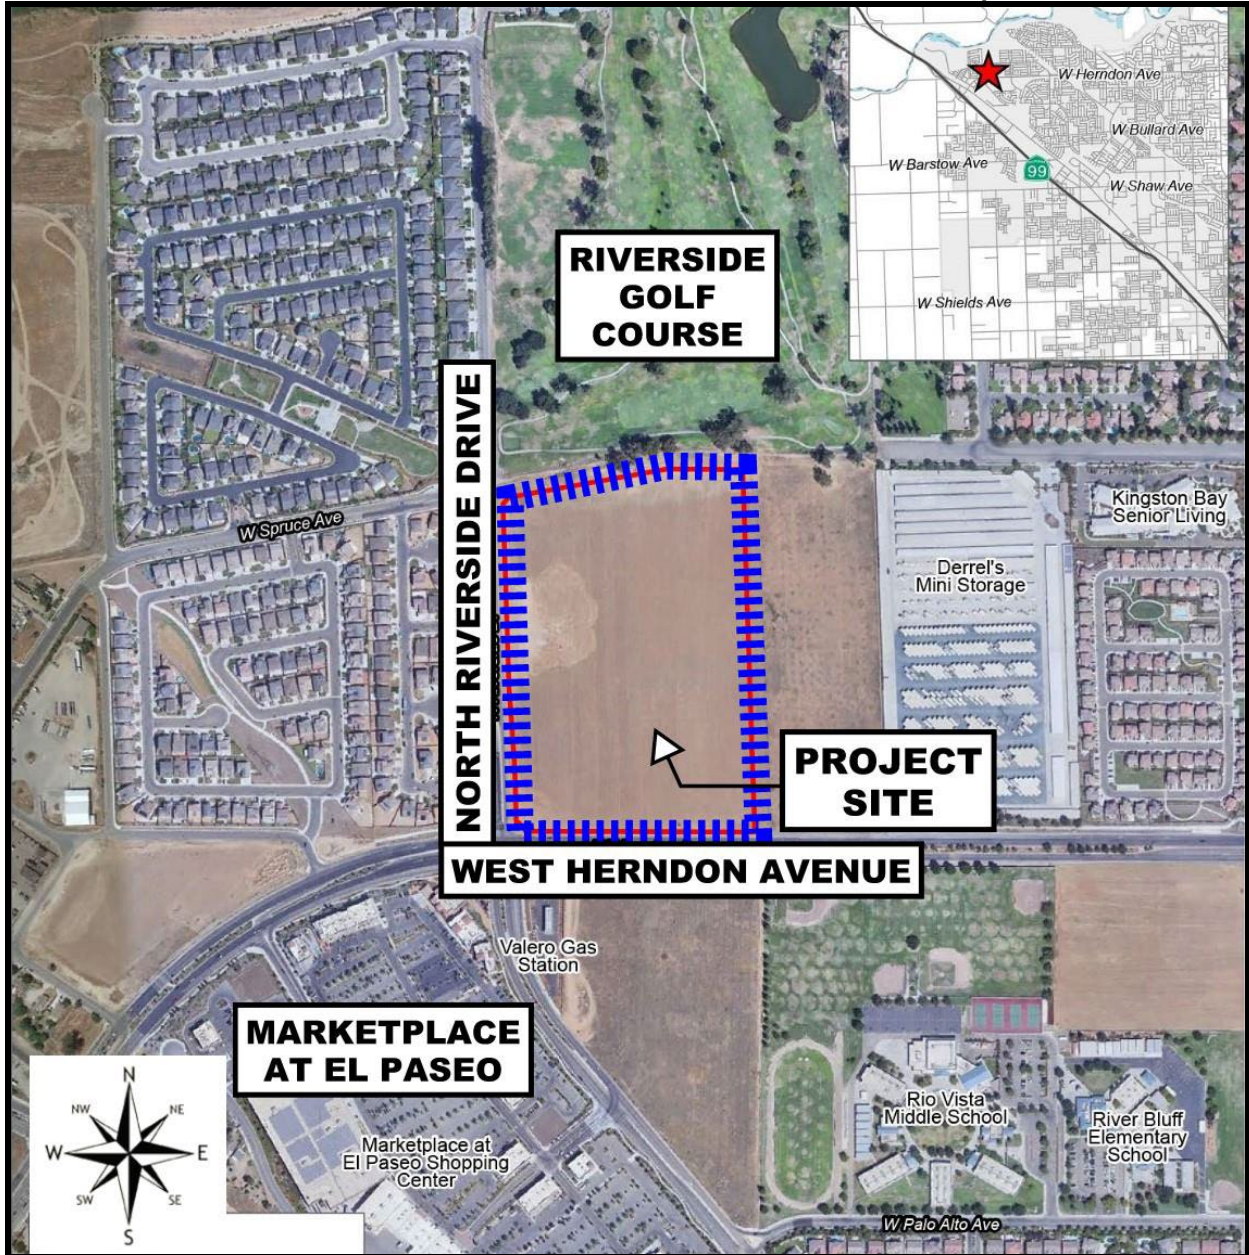 W Herndon Ave
W Bullard Ave
W Barstow Ave
99
W Shaw Ave
W Shields Ave
RIVERSIDE
GOLF
COURSE
NORTH RIVERSIDE DRIVE
Kingston Bay
Senior Living
W Spruce Ave
Derrel's
Mini Storage
PROJECT
SITE
WEST HERNDON AVENUE
Valero Gas
Station
MARKETPLACE
AT EL PASEO
Rio Vista
Middle School
River Bluff
Elementary
School
Marketplace at
El Paseo Shopping
Center
W Palo Alto Ave
N
NW
NE
W
E
SW
SE
S